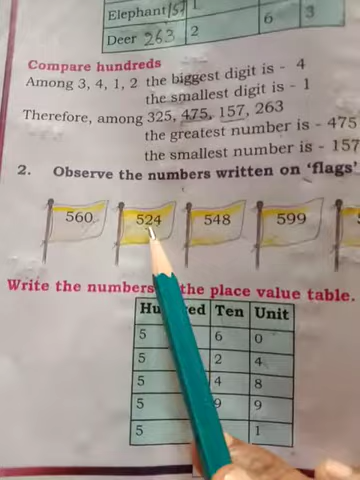 Elephant 157 1
Deer 263 2 6 3
Compare hundreds
Among 3, 4, 1, 2 the biggest digit is - 4
the smallest digit is - 1
Therefore, among 325, 475, 157, 263
the greatest number is - 475
the smallest number is - 157
2. Observe the numbers written on 'flags'
560 524 548 599
Write the numbers the place value table.
Ten Unit
5 6 0
5 2 4
5 4 8
5 9 9
5 1